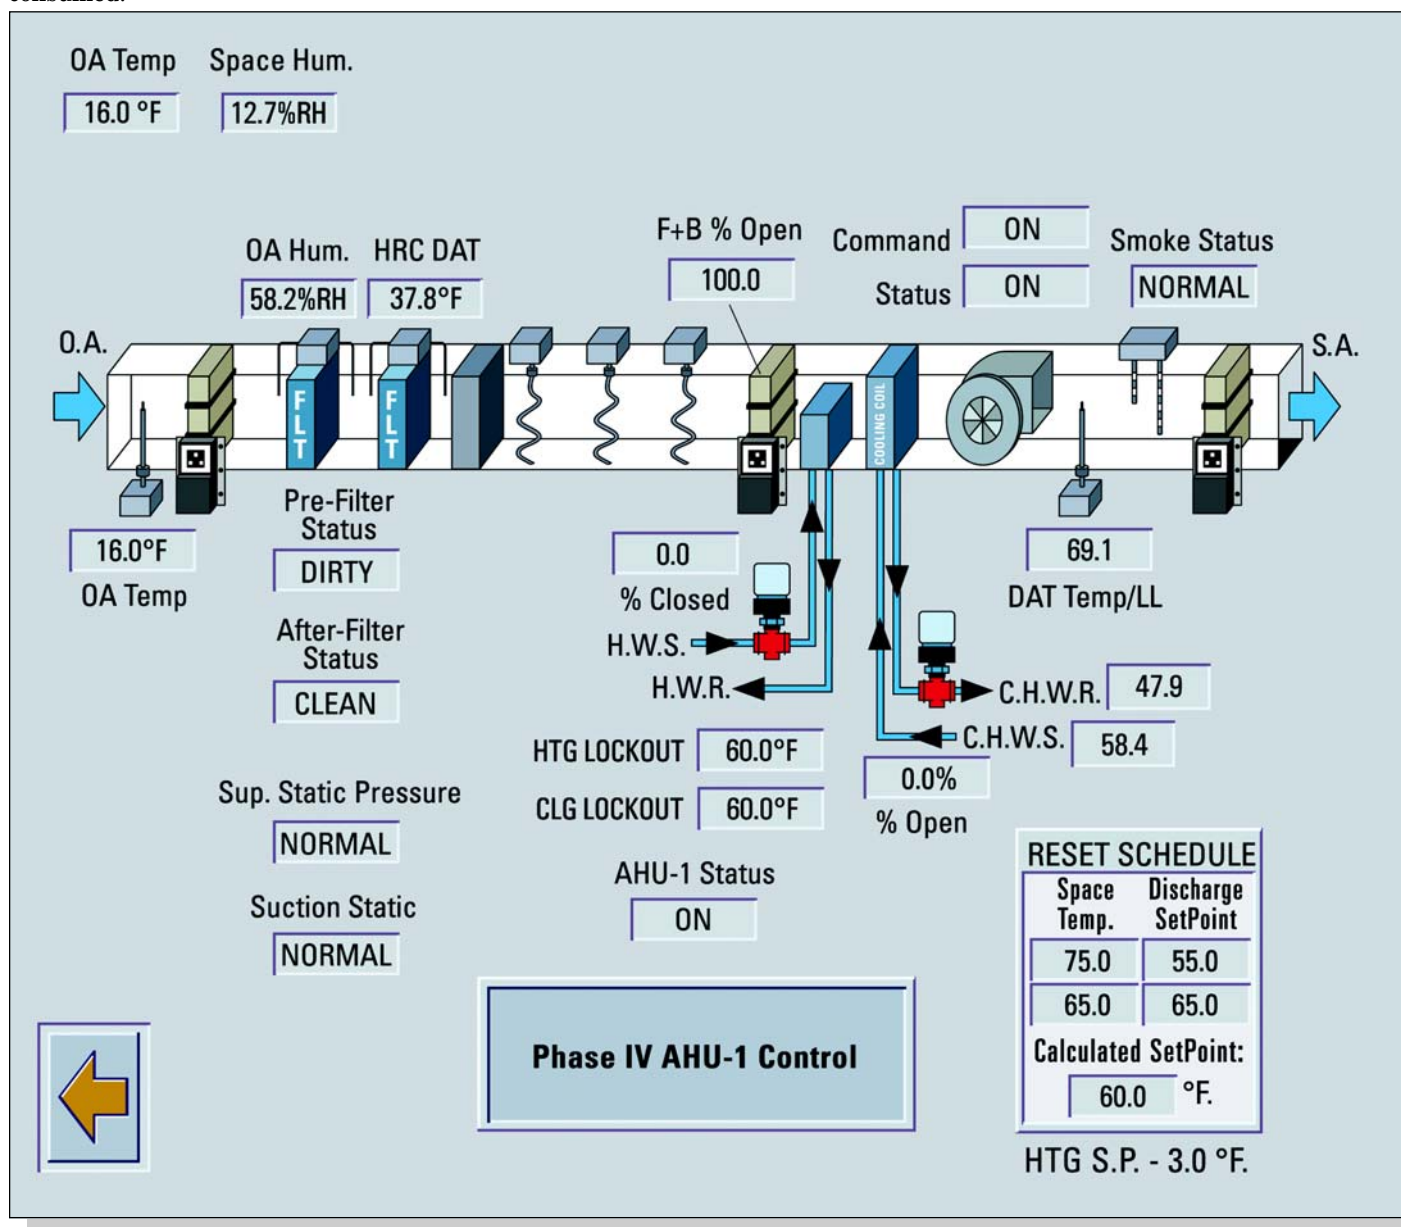 consumed.
OA Temp
Space Hum.
16.0 °F
12.7%RH
F+B % Open
100.0
Command
ON
Status
ON
Smoke Status
NORMAL
OA Hum.
HRC DAT
58.2%RH
37.8°F
O.A.
S.A.
FLT
FLT
COOLING COIL
16.0°F
OA Temp
Pre-Filter
Status
DIRTY
After-Filter
Status
CLEAN
0.0
% Closed
H.W.S.
H.W.R.
69.1
DAT Temp/LL
C.H.W.R.
47.9
C.H.W.S.
58.4
HTG LOCKOUT
60.0°F
CLG LOCKOUT
60.0°F
0.0%
% Open
Sup. Static Pressure
NORMAL
Suction Static
NORMAL
AHU-1 Status
ON
RESET SCHEDULE
Space
Temp.
Discharge
SetPoint
75.0
55.0
65.0
65.0
Calculated SetPoint:
60.0 °F.
HTG S.P. - 3.0 °F.
Phase IV AHU-1 Control